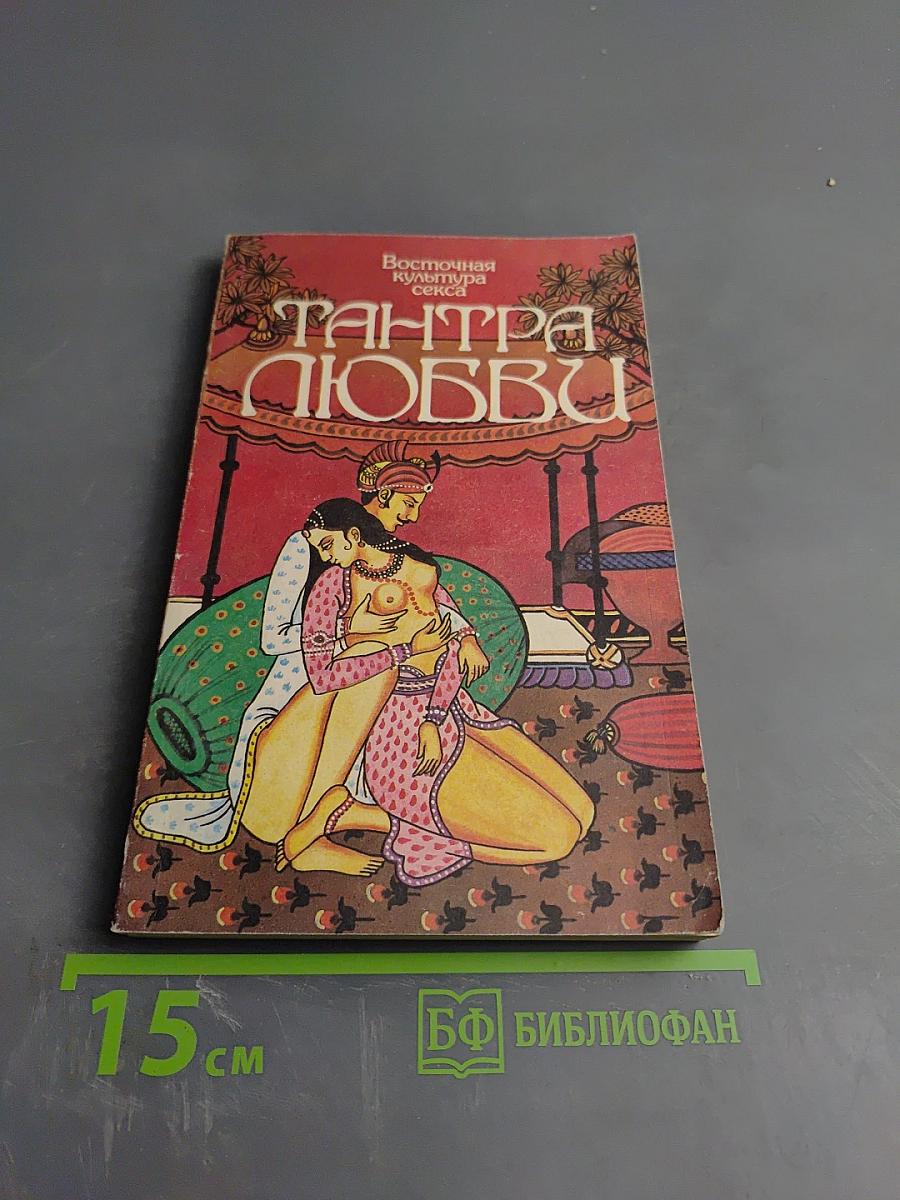 Восточная
культура
секса
ТАНТРА
ЛЮБВИ
15 см
БФ БИБЛИОФАН